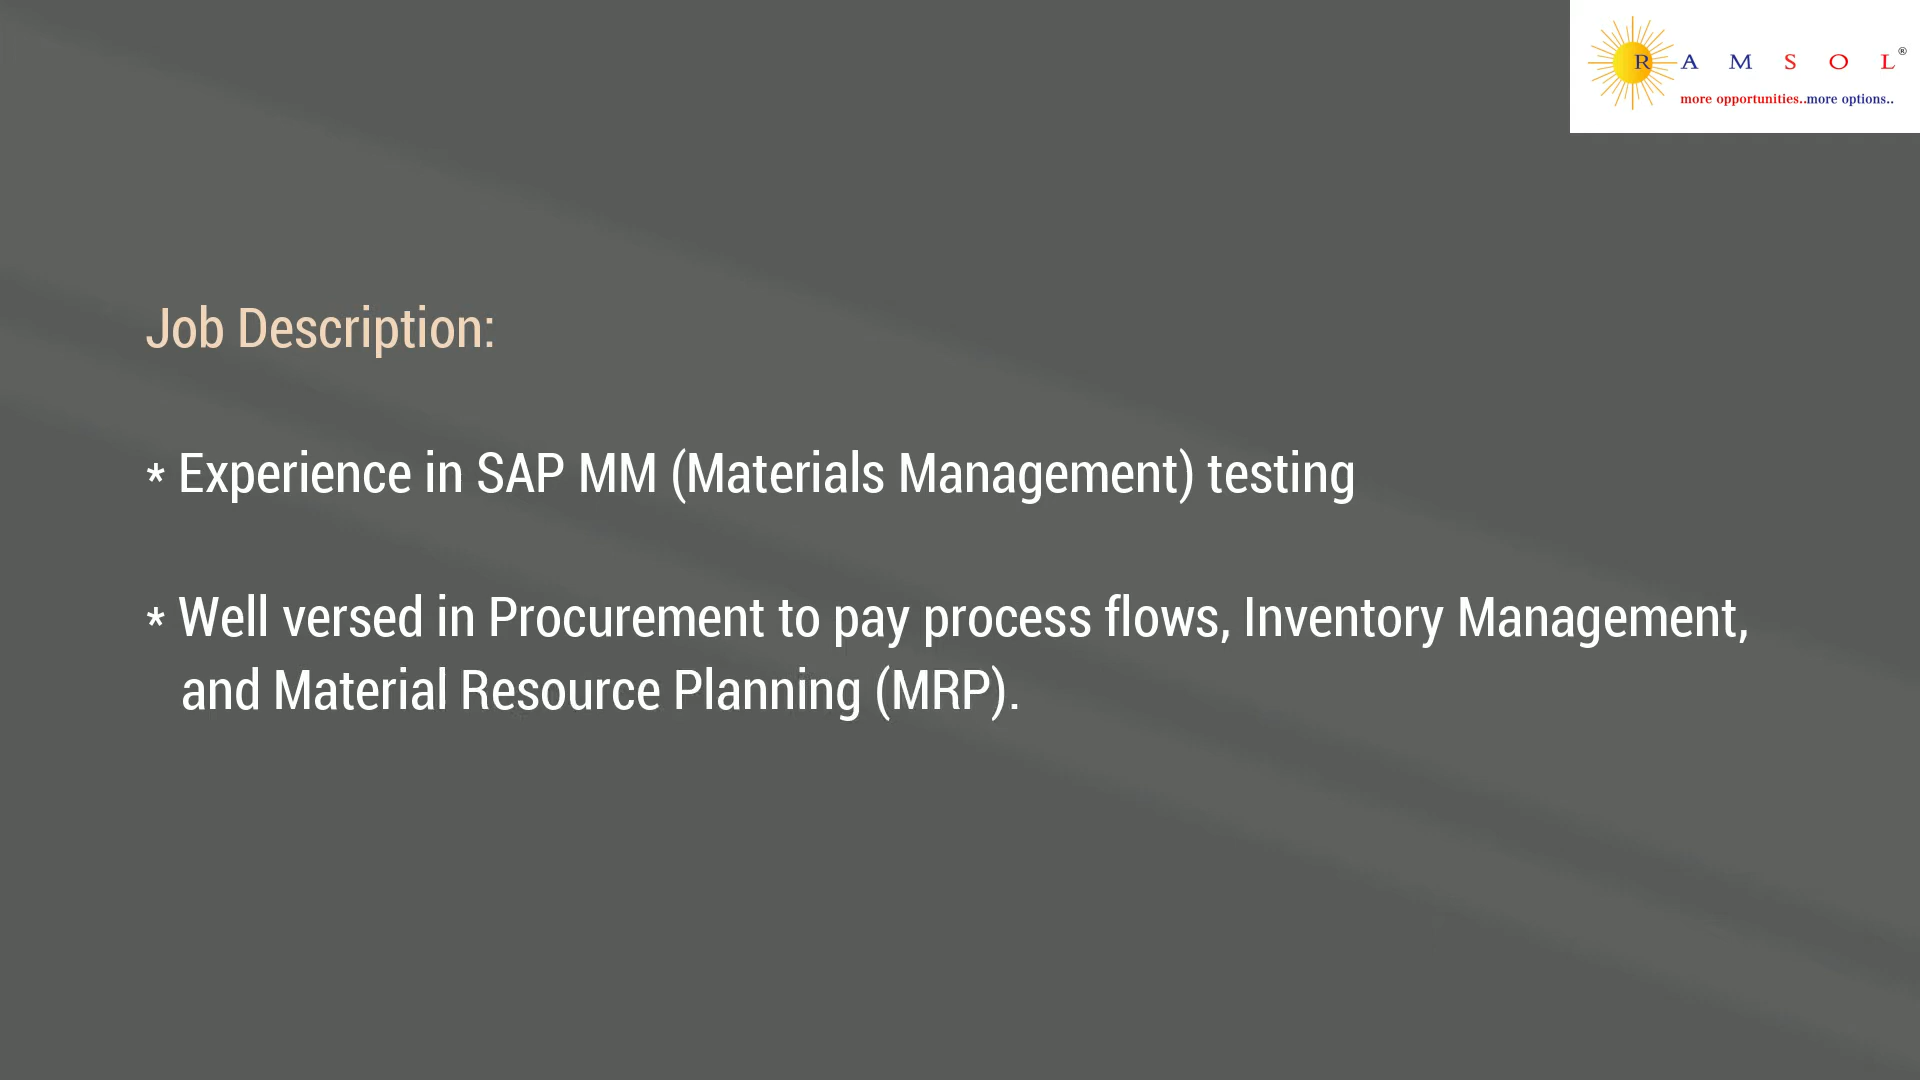 R A M S O L®
more opportunities..more options..
Job Description:
* Experience in SAP MM (Materials Management) testing
* Well versed in Procurement to pay process flows, Inventory Management,
and Material Resource Planning (MRP).